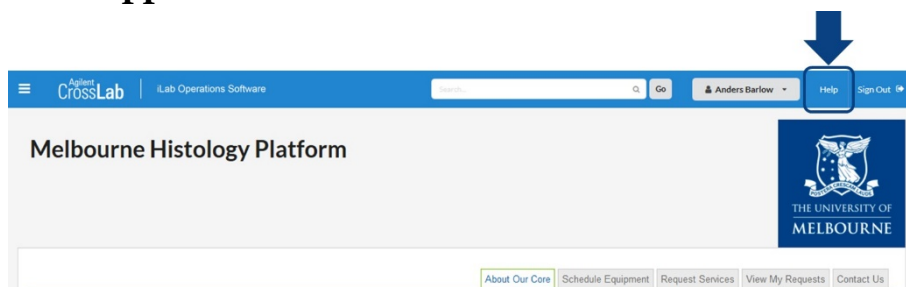 Agilent
CrossLab iLab Operations Software Search... Go Anders Barlow Help Sign Out
Melbourne Histology Platform
THE UNIVERSITY OF
MELBOURNE
About Our Core Schedule Equipment Request Services View My Requests Contact Us